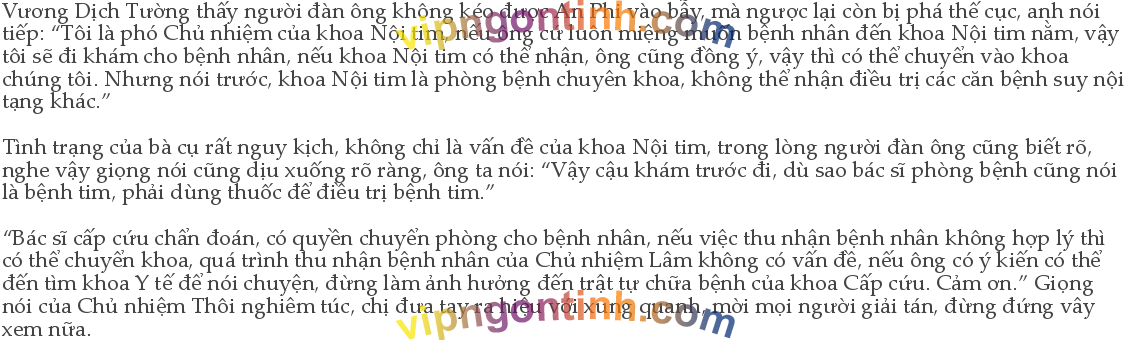 Vương Dịch Tường thấy người đàn ông không kéo được An Phi vào bẫy, mà ngược lại còn bị phá thế cục, anh nói
tiếp: “Tôi là phó Chủ nhiệm của khoa Nội tim, nếu ông cứ luôn miệng muốn bệnh nhân đến khoa Nội tim nằm, vậy
tôi sẽ đi khám cho bệnh nhân, nếu khoa Nội tim có thể nhận, ông cũng đồng ý, vậy thì có thể chuyển vào khoa
chúng tôi. Nhưng nói trước, khoa Nội tim là phòng bệnh chuyên khoa, không thể nhận điều trị các căn bệnh suy nội
tạng khác.”
Tình trạng của bà cụ rất nguy kịch, không chỉ là vấn đề của khoa Nội tim, trong lòng người đàn ông cũng biết rõ,
nghe vậy giọng nói cũng dịu xuống rõ ràng, ông ta nói: “Vậy cậu khám trước đi, dù sao bác sĩ phòng bệnh cũng nói
là bệnh tim, phải dùng thuốc để điều trị bệnh tim.”
“Bác sĩ cấp cứu chẩn đoán, có quyền chuyển phòng cho bệnh nhân, nếu việc thu nhận bệnh nhân không hợp lý thì
có thể chuyển khoa, quá trình thu nhận bệnh nhân của Chủ nhiệm Lâm không có vấn đề, nếu ông có ý kiến có thể
đến tìm khoa Y tế để nói chuyện, đừng làm ảnh hưởng đến trật tự chữa bệnh của khoa Cấp cứu. Cảm ơn.” Giọng
nói của Chủ nhiệm Thôi nghiêm túc, chị đưa tay ra hiệu với xung quanh, mời mọi người giải tán, đừng đứng vây
xem nữa.
vipngontinh.com
vipngontinh.com